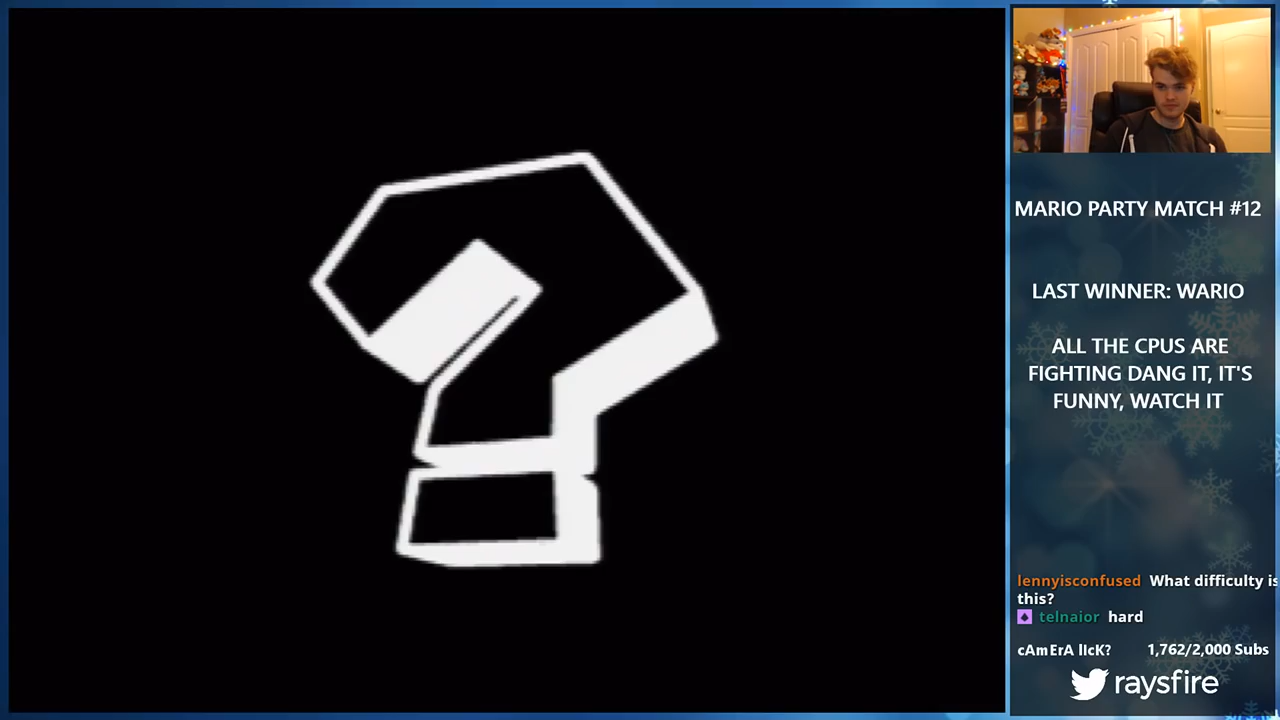 ?
MARIO PARTY MATCH #12
LAST WINNER: WARIO
ALL THE CPUS ARE
FIGHTING DANG IT, IT'S
FUNNY, WATCH IT
lennyisconfused What difficulty is
this?
telnaior hard
cAmErA lIcK? 1,762/2,000 Subs
raysfire